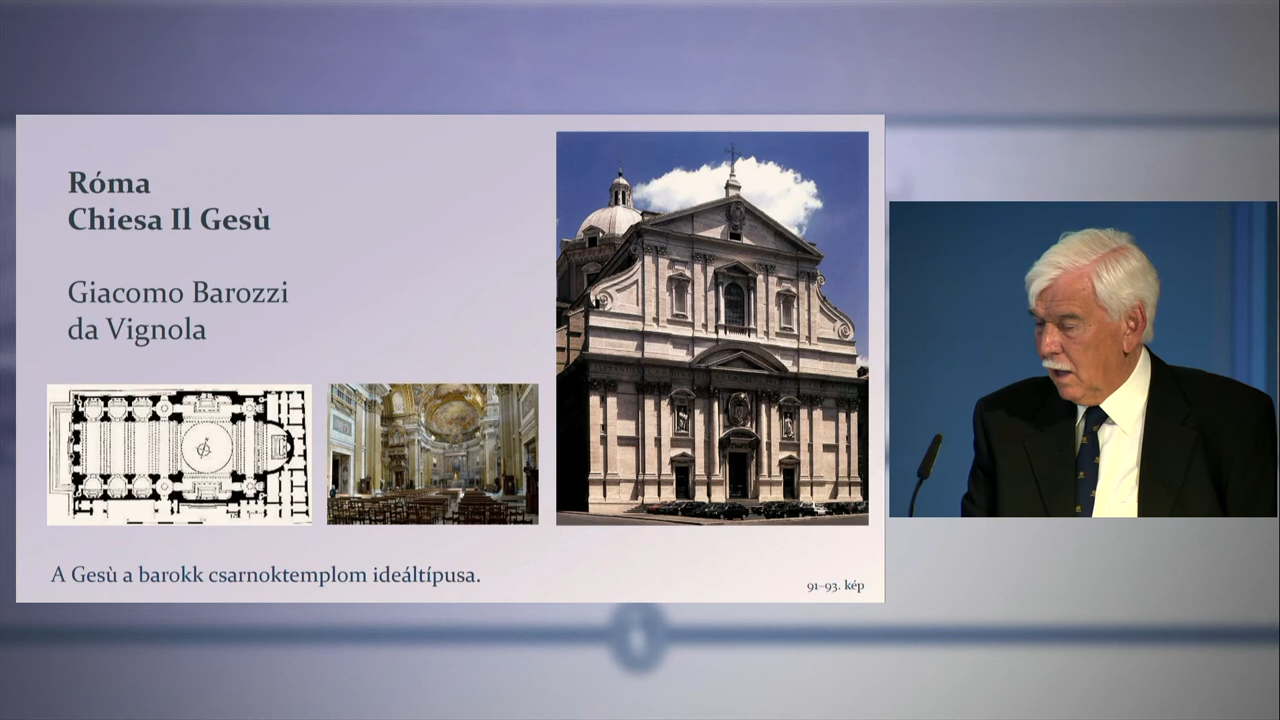 Róma
Chiesa Il Gesù
Giacomo Barozzi
da Vignola
A Gesù a barokk csarnoktemplom ideáltípusa.
91–93. kép